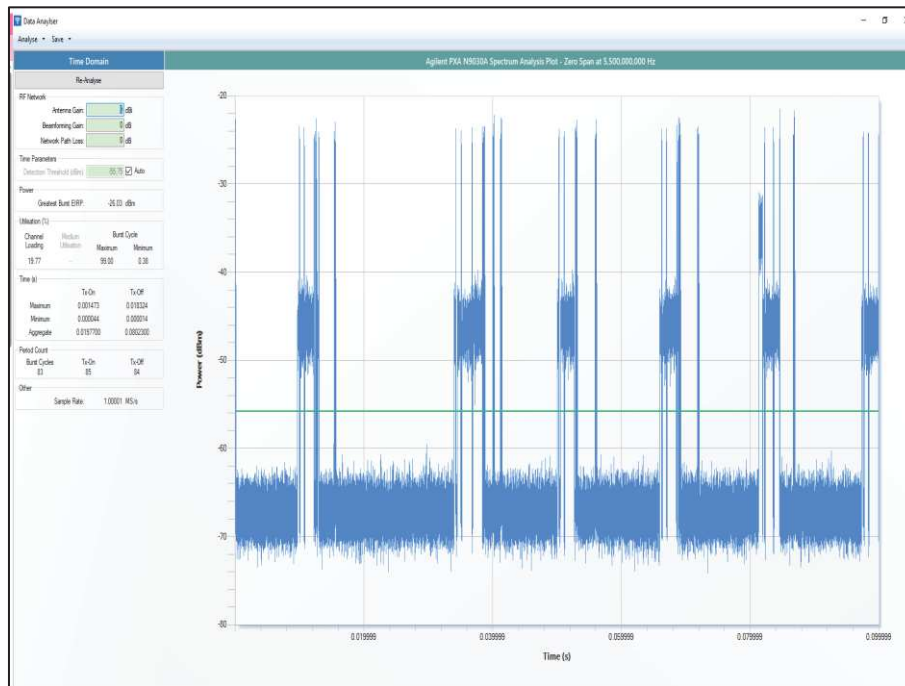 Data Anaylser
Analyse Save
Time Domain
Agilent PXA N9030A Spectrum Analysis Plot - Zero Span at 5,500,000,000 Hz
Re-Analyse
RF Network
Antenna Gain: dBi
Beamforming Gain: 0 dB
Network Path Loss: 0 dB
Time Parameters
Detection Threshold (dBm) Auto
Power
Greatest Burst EIRP: -26.03 dBm
Utilisation (%)
Channel Loading Medium Utilisation Burst Cycle
Maximum Minimum
19.77 - 99.00 0.30
Time (s)
Tx-On Tx-Off
Maximum 0.001473 0.018324
Minimum 0.000044 0.000014
Aggregate 0.0197700 0.0802300
Period Count
Burst Cycles Tx-On Tx-Off
83 85 84
Other
Sample Rate: 1.00001 MS/s
Power (dBm)
-20
-30
-40
-50
-60
-70
-80
0.019999 0.039999 0.059999 0.079999 0.099999
Time (s)